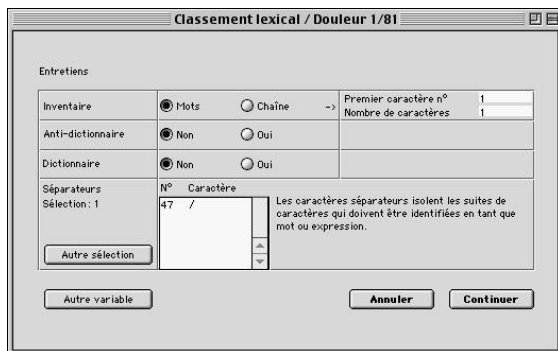 Classement lexical / Douleur 1/81
Entretiens
Inventaire Mots Chaîne -> Premier caractère n° 1
Nombre de caractères 1
Anti-dictionnaire Non Oui
Dictionnaire Non Oui
Séparateurs N° Caractère
Sélection: 1 47 /
Les caractères séparateurs isolent les suites de
caractères qui doivent être identifiées en tant que
mot ou expression.
Autre sélection
Autre variable Annuler Continuer